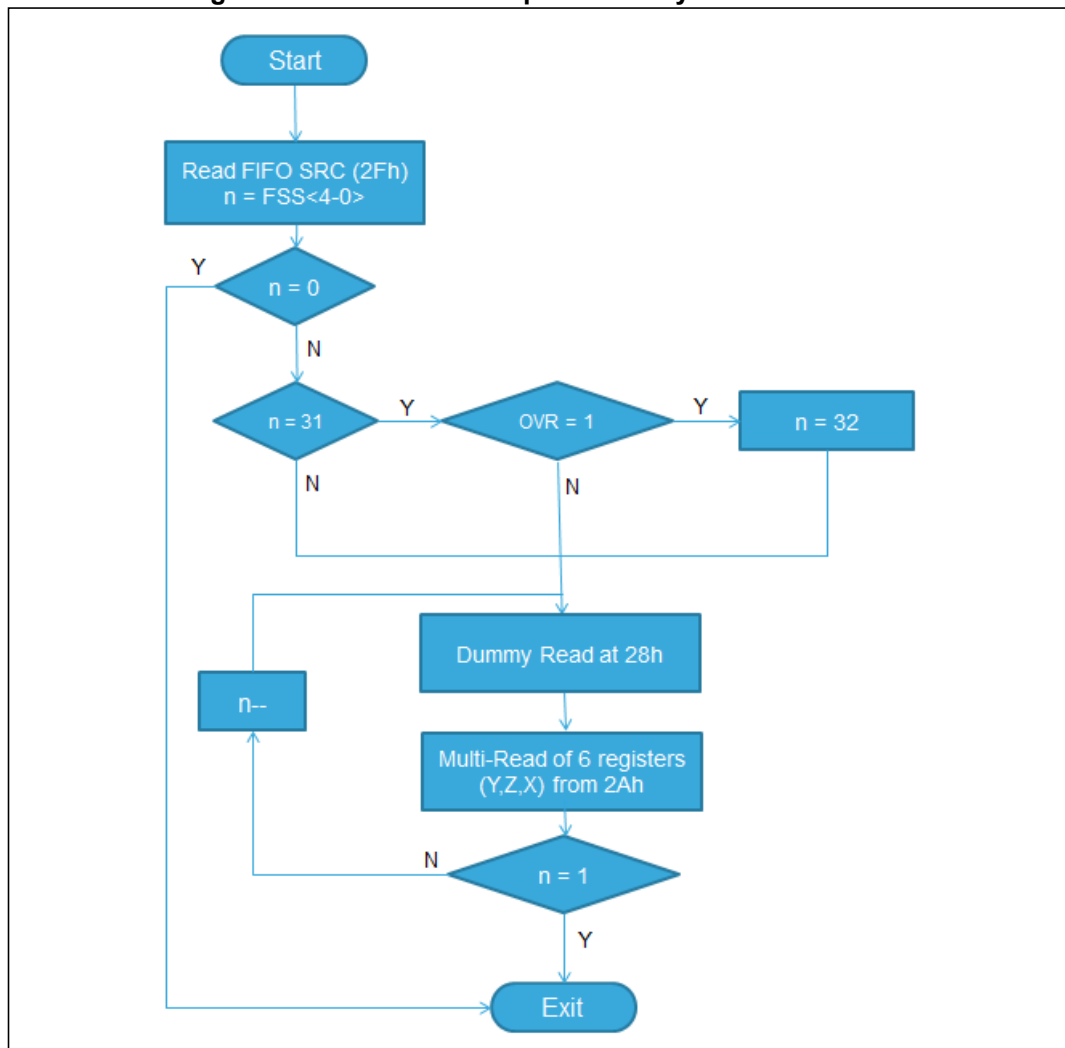 Start
Read FIFO SRC (2Fh)
n = FSS<4-0>
Y
n = 0
N
n = 31
Y
OVR = 1
Y
n = 32
N
N
Dummy Read at 28h
n--
Multi-Read of 6 registers
(Y,Z,X) from 2Ah
N
n = 1
Y
Exit